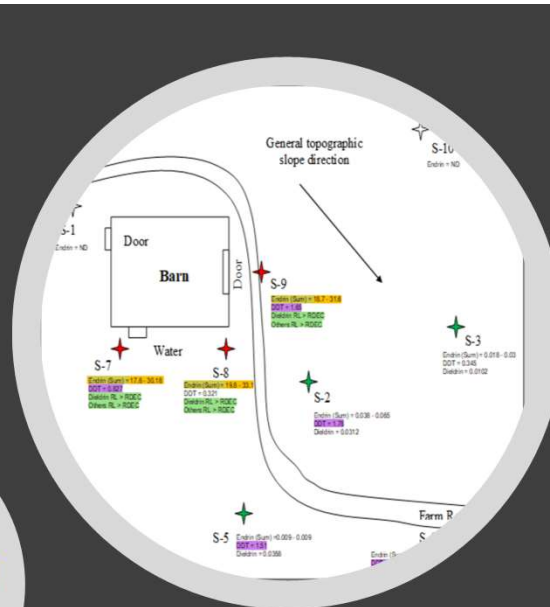 General topographic
slope direction
S-10
Endrin = ND
S-1
Endrin = ND
Door
Barn
Door
S-9
Endrin (Sum) = 16.7 - 31.6
DDT = 1.48
Dieldrin RL > RDEC
Others RL > RDEC
S-3
Endrin (Sum) = 0.018 - 0.03
DDT = 0.345
Dieldrin = 0.0102
Water
S-7
Endrin (Sum) = 17.6 - 30.16
DDT = 0.827
Dieldrin RL > RDEC
Others RL > RDEC
S-8
Endrin (Sum) = 19.6 - 33.1
DDT = 0.321
Dieldrin RL > RDEC
Others RL > RDEC
S-2
Endrin (Sum) = 0.036 - 0.065
DDT = 1.76
Dieldrin = 0.0312
Farm
S-5
Endrin (Sum) =0.009 - 0.009
DDT = 1.51
Dieldrin = 0.0356